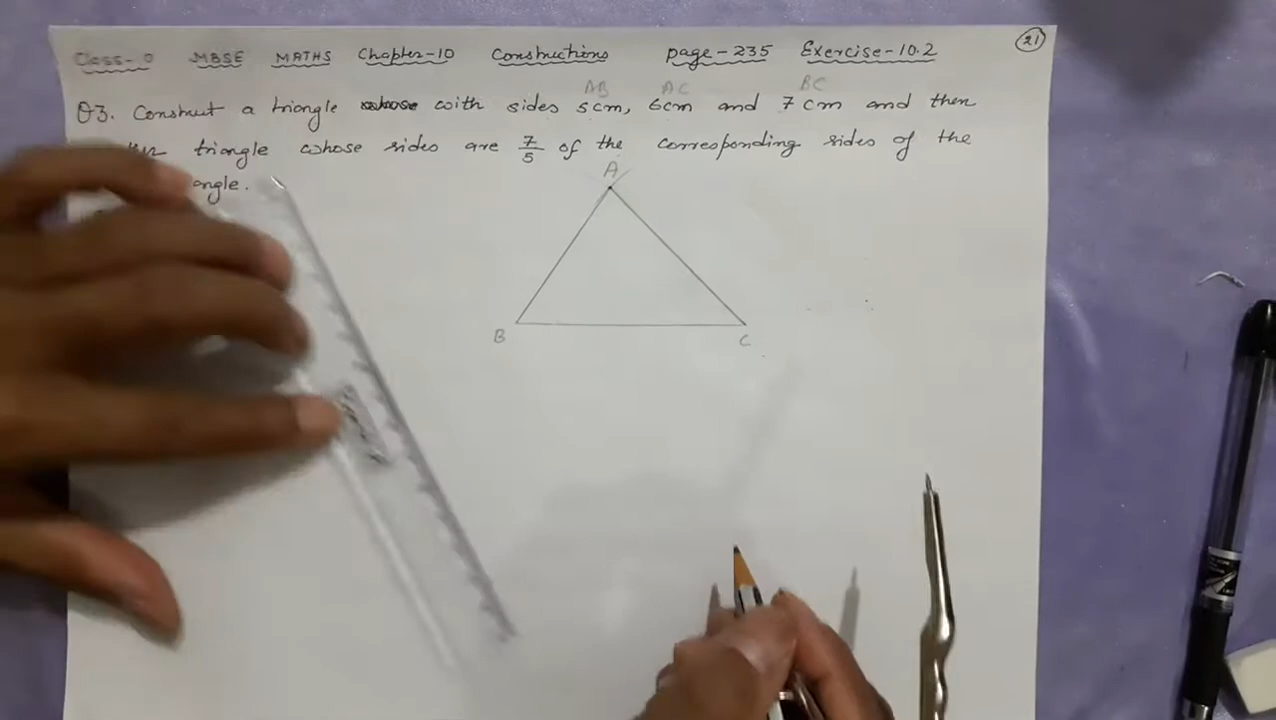 Class-0 MBSE MATHS Chapter-10 Constructions page-235 Exercise-10.2 21
AB AC BC
Q3. Construct a triangle with sides 5cm, 6cm and 7cm and then
triangle whose sides are 7/5 of the corresponding sides of the
angle.
A
B C